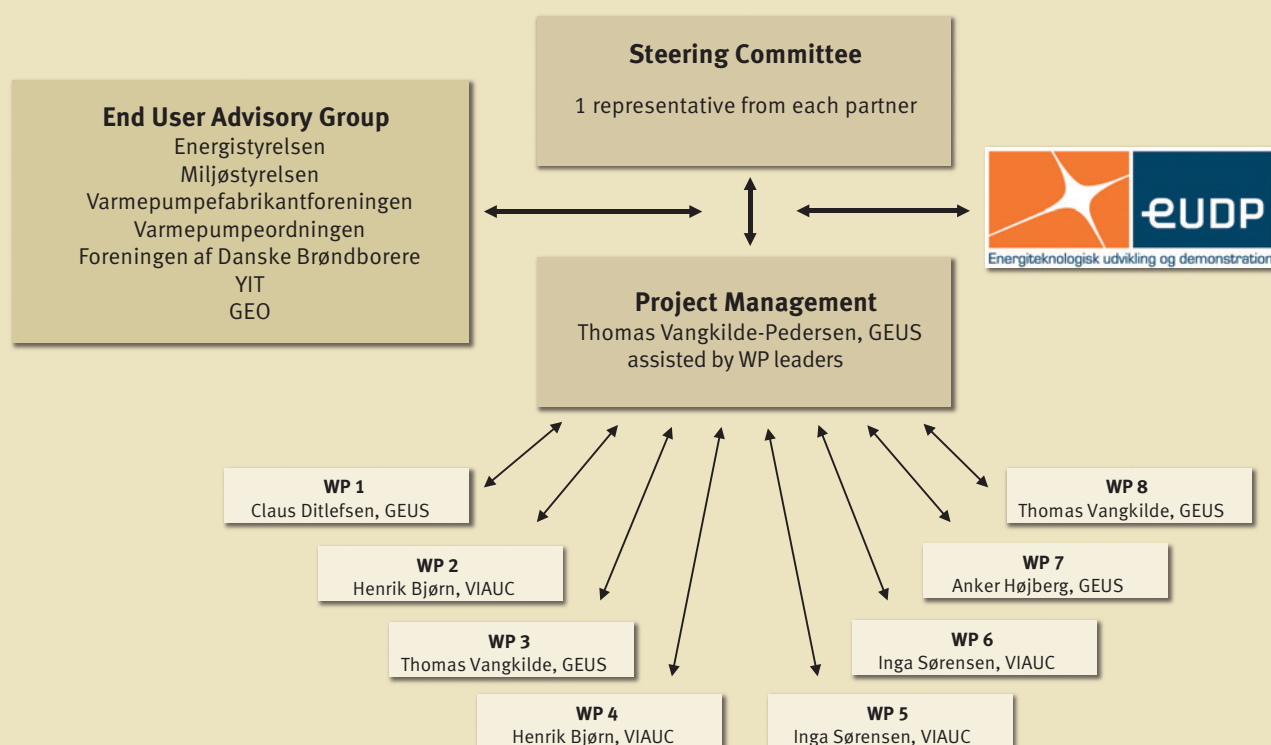 Steering Committee
1 representative from each partner
End User Advisory Group
Energistyrelsen
Miljøstyrelsen
Varmepumpefabrikantforeningen
Varmepumpeordningen
Foreningen af Danske Brøndborere
YIT
GEO
eUDP
Energiteknologisk udvikling og demonstration
Project Management
Thomas Vangkilde-Pedersen, GEUS
assisted by WP leaders
WP 1
Claus Ditlefsen, GEUS
WP 2
Henrik Bjørn, VIAUC
WP 3
Thomas Vangkilde, GEUS
WP 4
Henrik Bjørn, VIAUC
WP 5
Inga Sørensen, VIAUC
WP 6
Inga Sørensen, VIAUC
WP 7
Anker Højberg, GEUS
WP 8
Thomas Vangkilde, GEUS